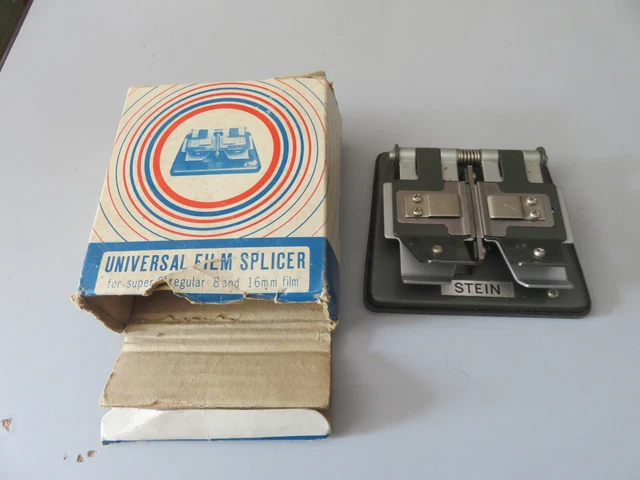 UNIVERSAL FILM SPLICER
for super 8 regular 8 and 16mm film
STEIN